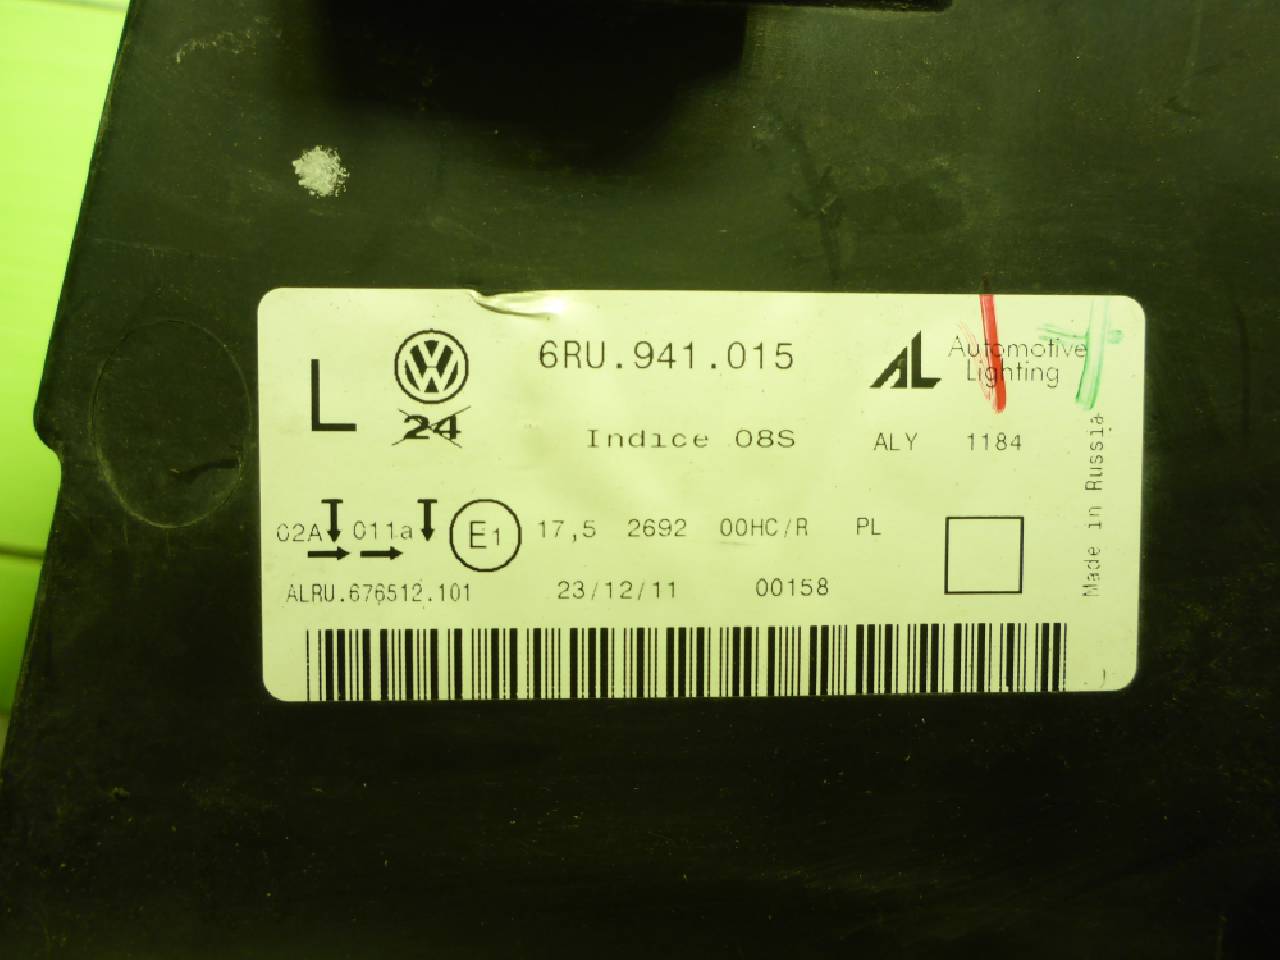 L
6RU.941.015
AL Automotive Lighting
24
Indice 08S
ALY 1184
02A 011a E1 17,5 2692 00HC/R PL
ALRU.676512.101 23/12/11 00158
Made in Russia